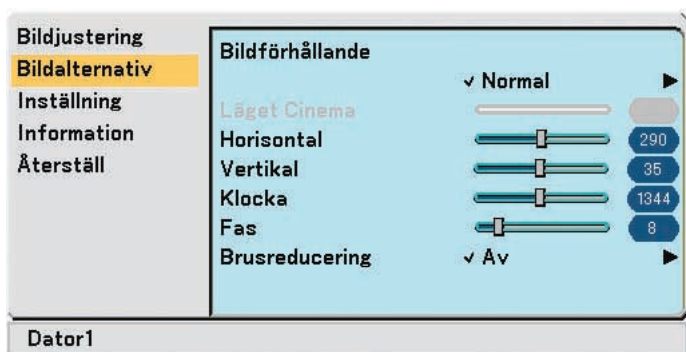 Bildjustering
Bildalternativ
Inställning
Information
Återställ
Bildförhållande
✓ Normal
Läget Cinema
Horisontal 290
Vertikal 35
Klocka 1344
Fas 8
Brusreducering ✓ Av
Dator1